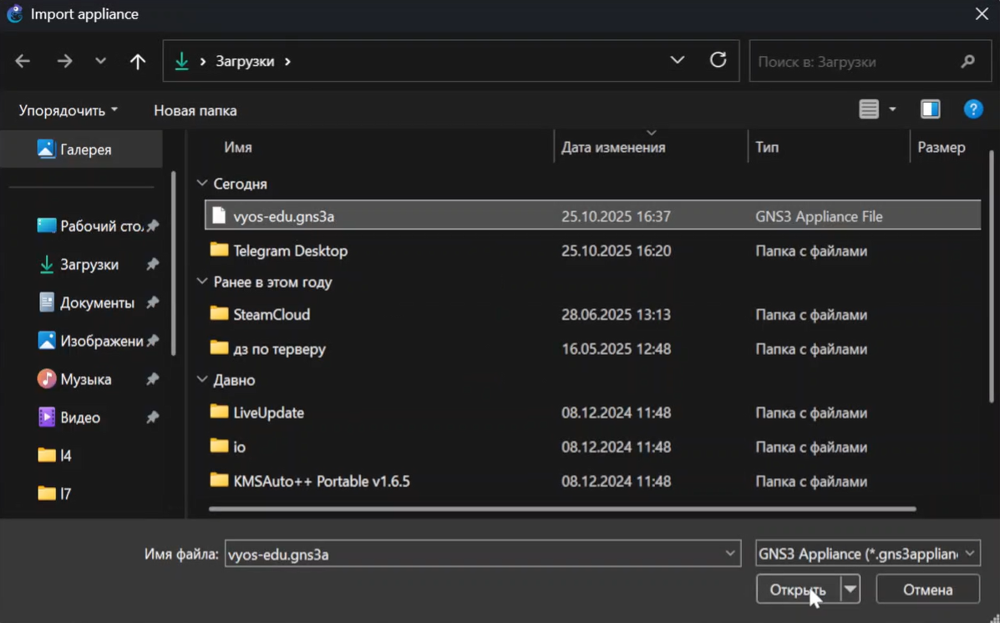 Import appliance
Загрузки
Поиск в: Загрузки
Упорядочить
Новая папка
Галерея
Рабочий сто
Загрузки
Документы
Изображени
Музыка
Видео
l4
l7
Имя Дата изменения Тип Размер
Сегодня
vyos-edu.gns3a 25.10.2025 16:37 GNS3 Appliance File
Telegram Desktop 25.10.2025 16:20 Папка с файлами
Ранее в этом году
SteamCloud 28.06.2025 13:13 Папка с файлами
дз по терверу 16.05.2025 12:48 Папка с файлами
Давно
LiveUpdate 08.12.2024 11:48 Папка с файлами
io 08.12.2024 11:48 Папка с файлами
KMSAuto++ Portable v1.6.5 08.12.2024 11:48 Папка с файлами
Имя файла: vyos-edu.gns3a
GNS3 Appliance (*.gns3applian
Открыть
Отмена